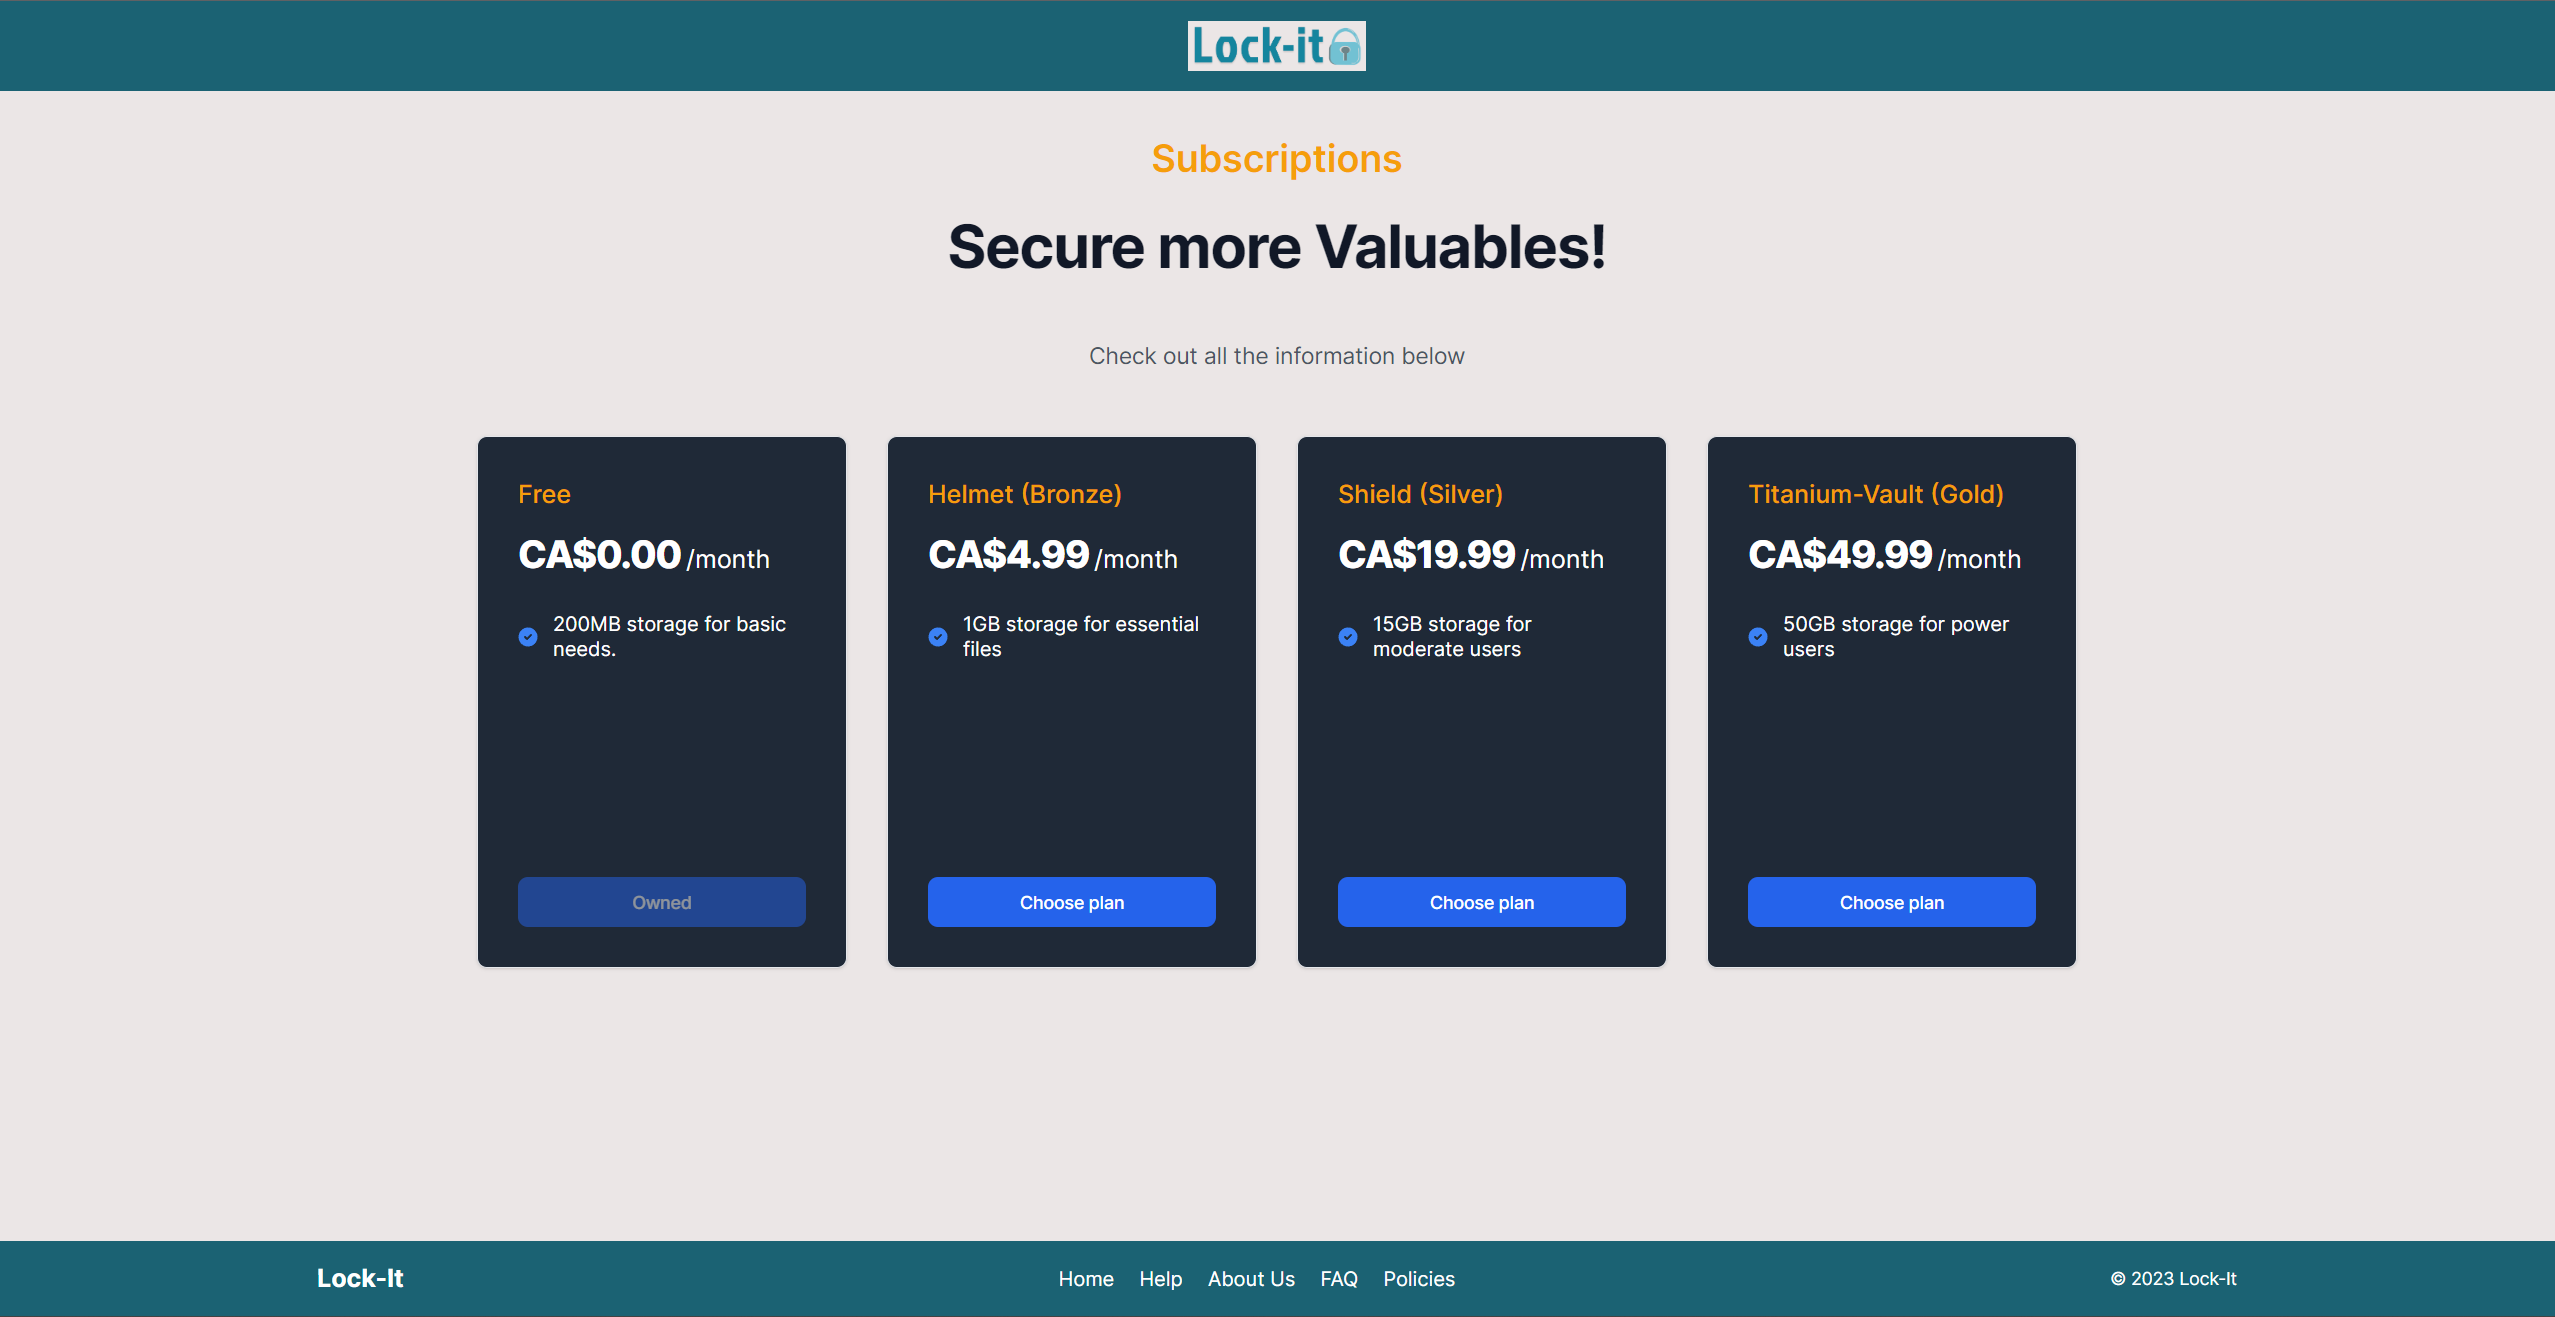 Lock-it
Subscriptions
Secure more Valuables!
Check out all the information below
Free
CA$0.00 /month
200MB storage for basic
needs.
Owned
Helmet (Bronze)
CA$4.99 /month
1GB storage for essential
files
Choose plan
Shield (Silver)
CA$19.99 /month
15GB storage for
moderate users
Choose plan
Titanium-Vault (Gold)
CA$49.99 /month
50GB storage for power
users
Choose plan
Lock-It
Home Help About Us FAQ Policies
© 2023 Lock-It